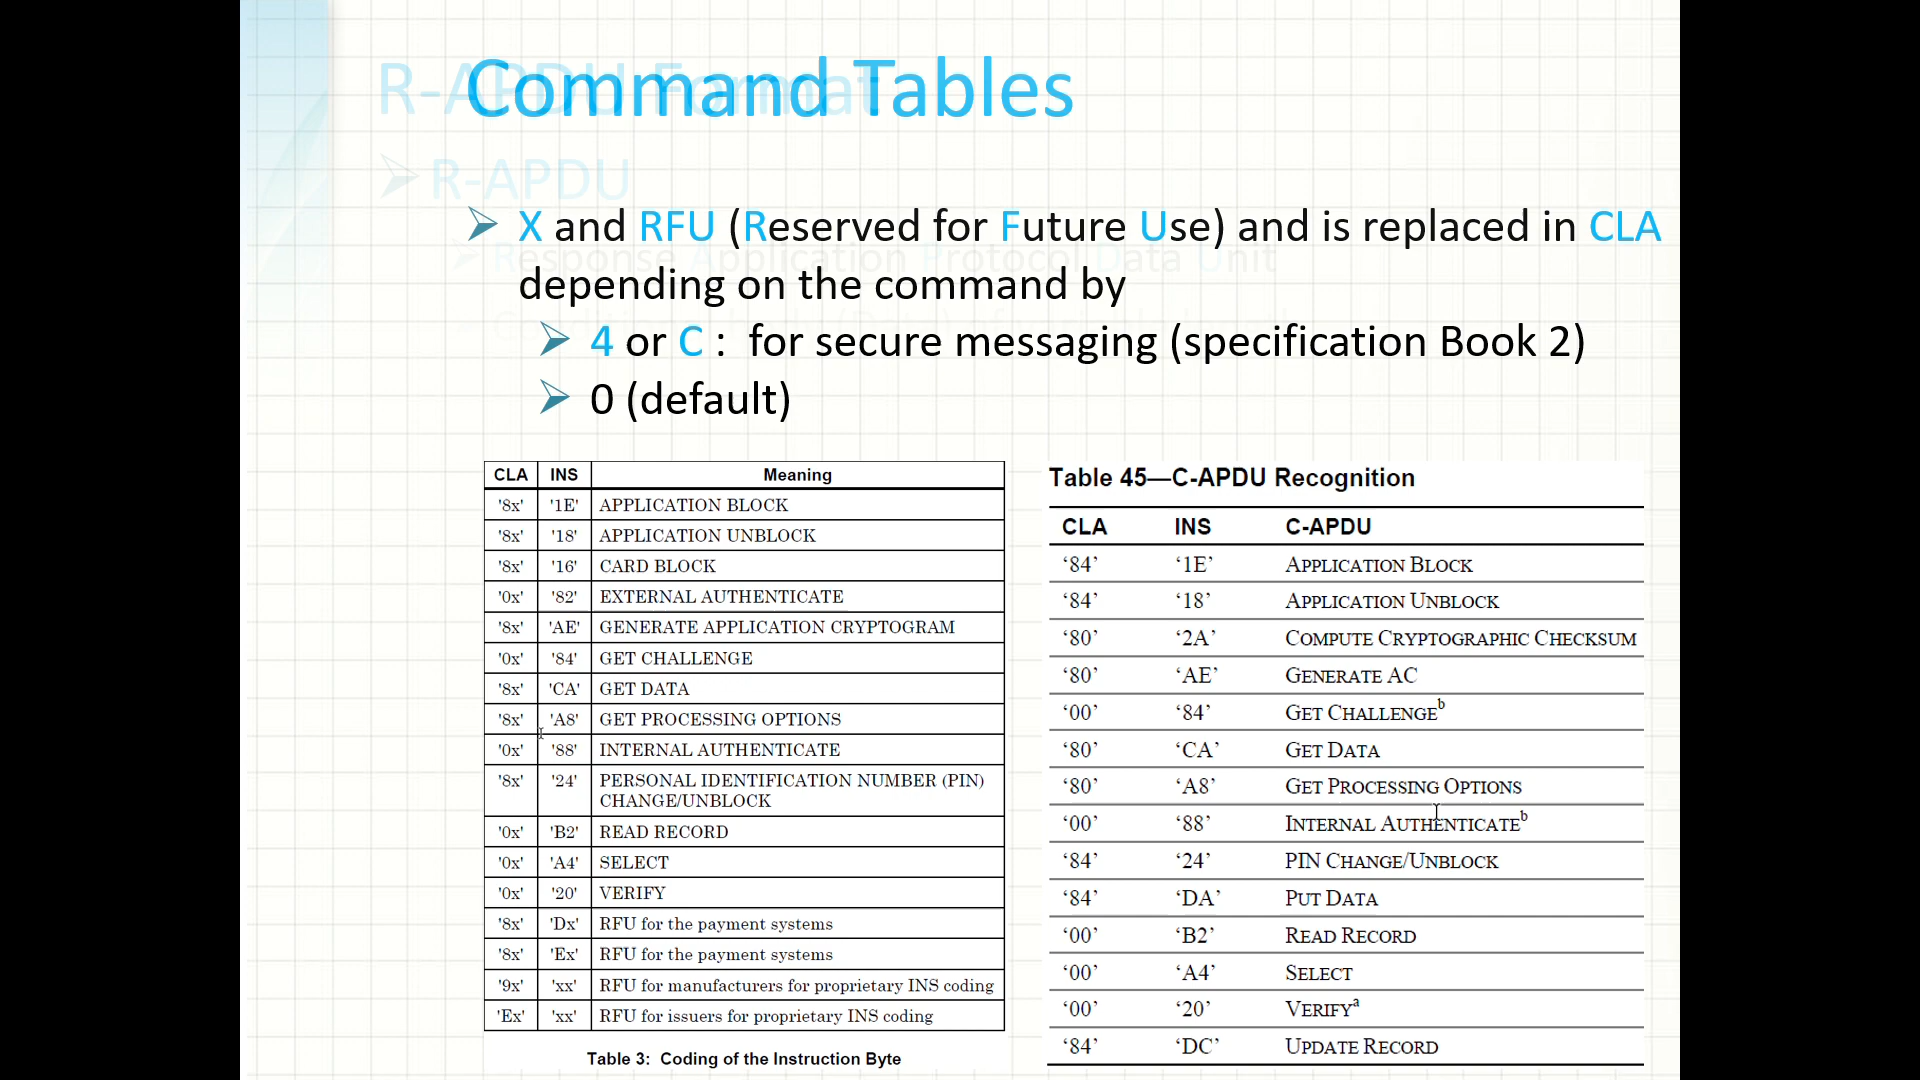 R-APDU Format
Command Tables
R-APDU
X and RFU (Reserved for Future Use) and is replaced in CLA
Response Application Protocol Data Unit
depending on the command by
4 or C : for secure messaging (specification Book 2)
0 (default)
CLA INS Meaning
'8x' '1E' APPLICATION BLOCK
'8x' '18' APPLICATION UNBLOCK
'8x' '16' CARD BLOCK
'0x' '82' EXTERNAL AUTHENTICATE
'8x' 'AE' GENERATE APPLICATION CRYPTOGRAM
'0x' '84' GET CHALLENGE
'8x' 'CA' GET DATA
'8x' 'A8' GET PROCESSING OPTIONS
'0x' '88' INTERNAL AUTHENTICATE
'8x' '24' PERSONAL IDENTIFICATION NUMBER (PIN)
CHANGE/UNBLOCK
'0x' 'B2' READ RECORD
'0x' 'A4' SELECT
'0x' '20' VERIFY
'8x' 'Dx' RFU for the payment systems
'8x' 'Ex' RFU for the payment systems
'9x' 'xx' RFU for manufacturers for proprietary INS coding
'Ex' 'xx' RFU for issuers for proprietary INS coding
Table 3: Coding of the Instruction Byte
Table 45—C-APDU Recognition
CLA INS C-APDU
‘84’ ‘1E’ APPLICATION BLOCK
‘84’ ‘18’ APPLICATION UNBLOCK
‘80’ ‘2A’ COMPUTE CRYPTOGRAPHIC CHECKSUM
‘80’ ‘AE’ GENERATE AC
‘00’ ‘84’ GET CHALLENGEb
‘80’ ‘CA’ GET DATA
‘80’ ‘A8’ GET PROCESSING OPTIONS
‘00’ ‘88’ INTERNAL AUTHENTICATEb
‘84’ ‘24’ PIN CHANGE/UNBLOCK
‘84’ ‘DA’ PUT DATA
‘00’ ‘B2’ READ RECORD
‘00’ ‘A4’ SELECT
‘00’ ‘20’ VERIFYa
‘84’ ‘DC’ UPDATE RECORD